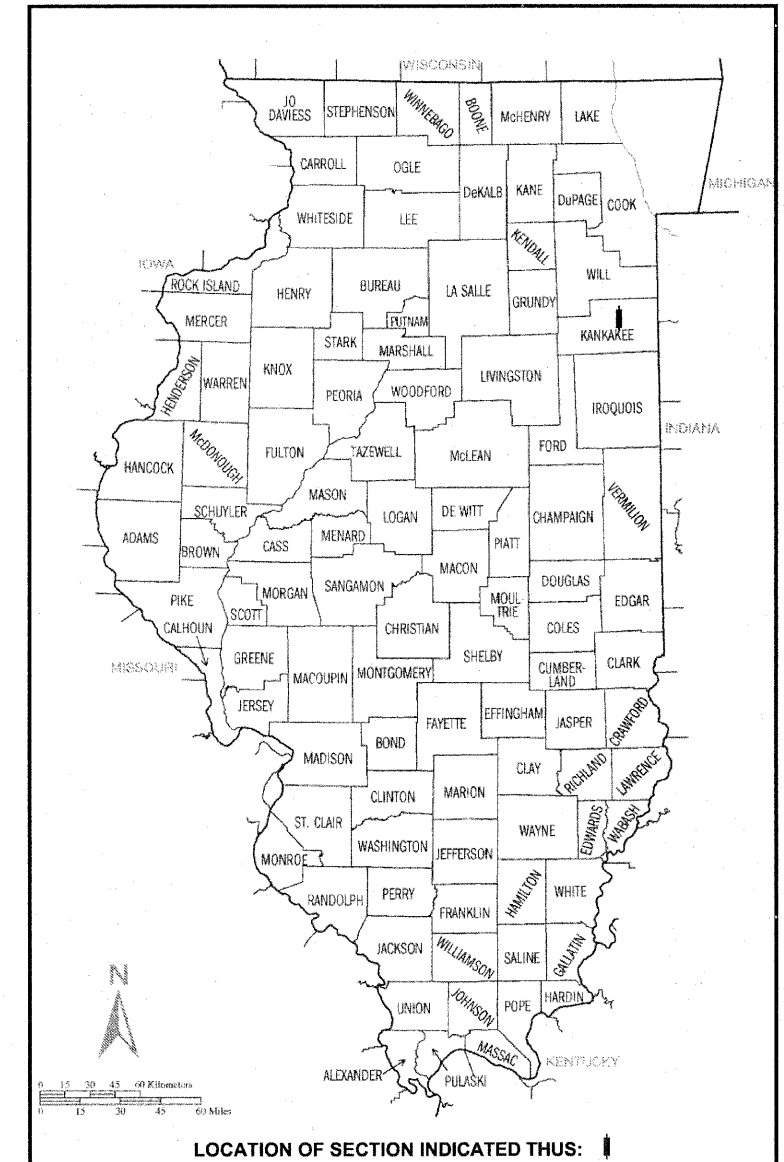 WISCONSIN
JO
DAVIESS
STEPHENSON
WINNEBAGO
BOONE
McHENRY
LAKE
CARROLL
OGLE
DeKALB
KANE
DuPAGE
COOK
MICHIGAN
WHITESIDE
LEE
KENDALL
IOWA
ROCK ISLAND
HENRY
BUREAU
LA SALLE
WILL
GRUNDY
MERCER
PUTNAM
KANKAKEE
STARK
MARSHALL
HENDERSON
WARREN
KNOX
PEORIA
WOODFORD
LIVINGSTON
IROQUOIS
INDIANA
McDONOUGH
FULTON
TAZEWELL
McLEAN
FORD
HANCOCK
MASON
VERMILION
SCHUYLER
LOGAN
DE WITT
CHAMPAIGN
ADAMS
BROWN
CASS
MENARD
PIATT
MACON
DOUGLAS
PIKE
MORGAN
SANGAMON
MOUL-
TRIE
EDGAR
SCOTT
CALHOUN
CHRISTIAN
COLES
GREENE
SHELBY
MISSOURI
MACOUPIN
MONTGOMERY
CUMBER-
LAND
CLARK
JERSEY
FAYETTE
EFFINGHAM
JASPER
CRAWFORD
MADISON
BOND
CLAY
RICHLAND
LAWRENCE
CLINTON
MARION
ST. CLAIR
WAYNE
EDWARDS
WABASH
WASHINGTON
JEFFERSON
MONROE
RANDOLPH
PERRY
HAMILTON
WHITE
FRANKLIN
JACKSON
WILLIAMSON
SALINE
GALLATIN
N
UNION
JOHNSON
POPE
HARDIN
MASSAC
KENTUCKY
ALEXANDER
PULASKI
0 15 30 45 60 Kilometers
0 15 30 45 60 Miles
LOCATION OF SECTION INDICATED THUS: